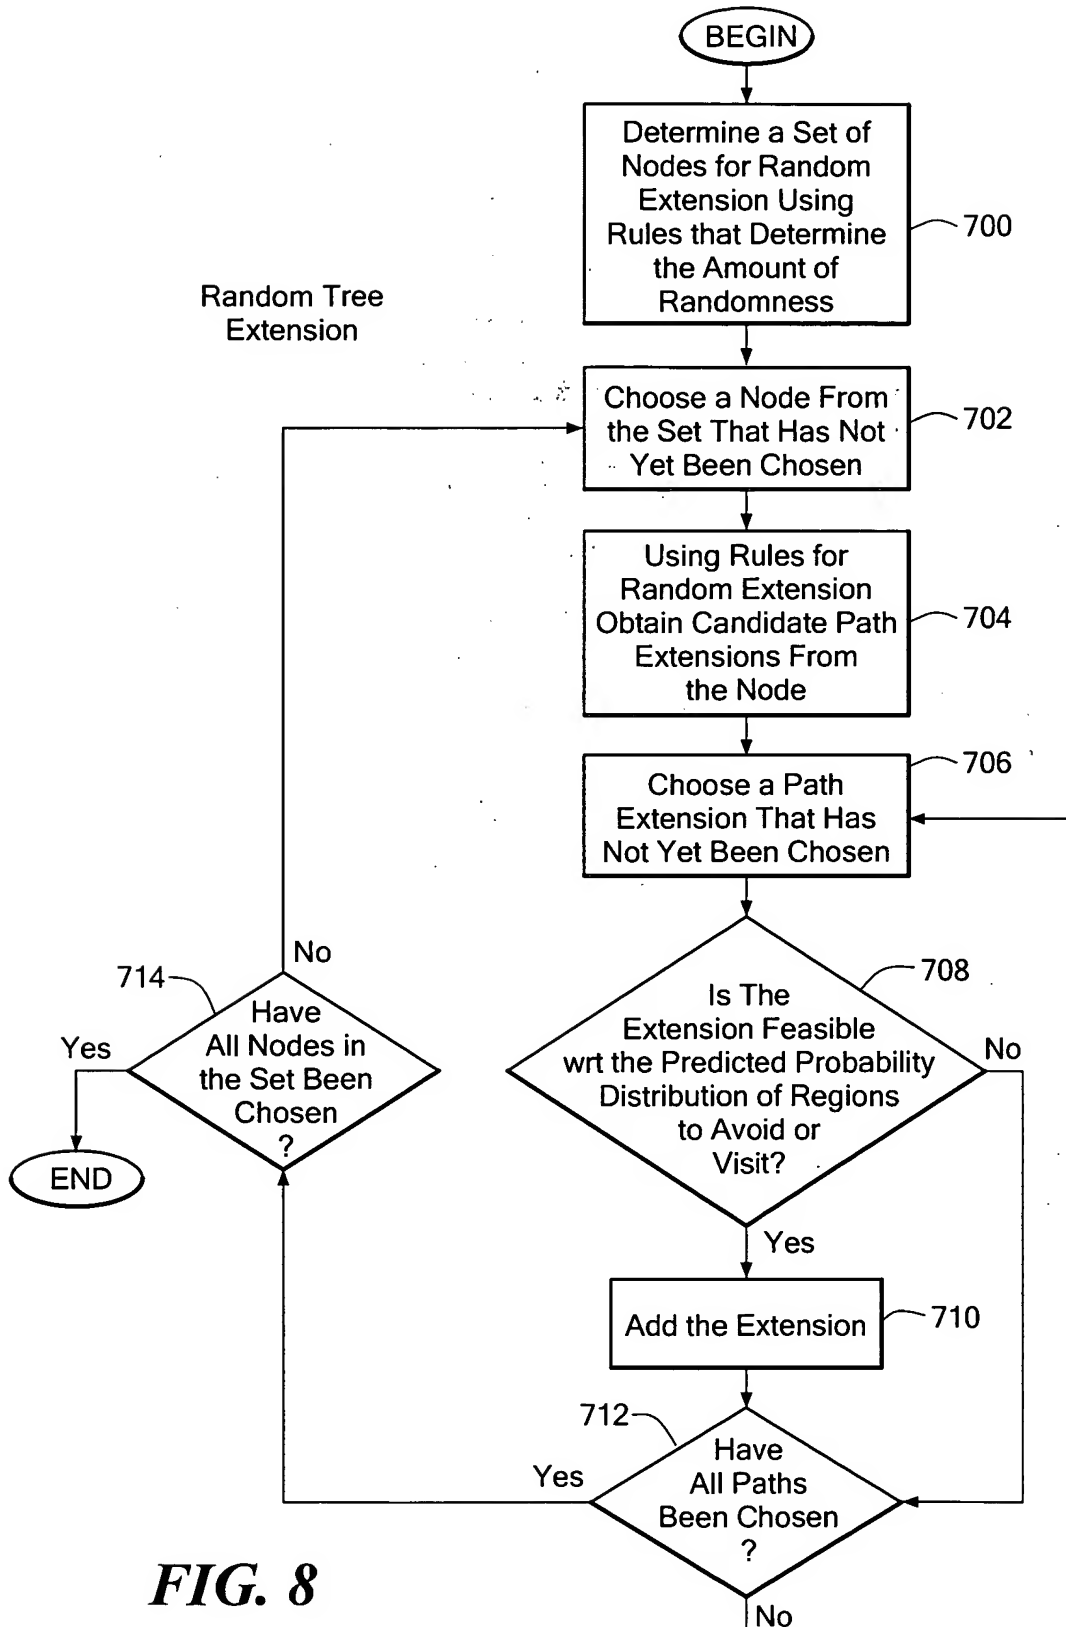 BEGIN
Determine a Set of
Nodes for Random
Extension Using
Rules that Determine
the Amount of
Randomness
700
Random Tree
Extension
Choose a Node From
the Set That Has Not
Yet Been Chosen
702
Using Rules for
Random Extension
Obtain Candidate Path
Extensions From
the Node
704
706
Choose a Path
Extension That Has
Not Yet Been Chosen
708
Is The
Extension Feasible
wrt the Predicted Probability
Distribution of Regions
to Avoid or
Visit?
No
Yes
Add the Extension
710
712
Have
All Paths
Been Chosen
?
Yes
No
714
No
Have
All Nodes in
the Set Been
Chosen
?
Yes
END
FIG. 8